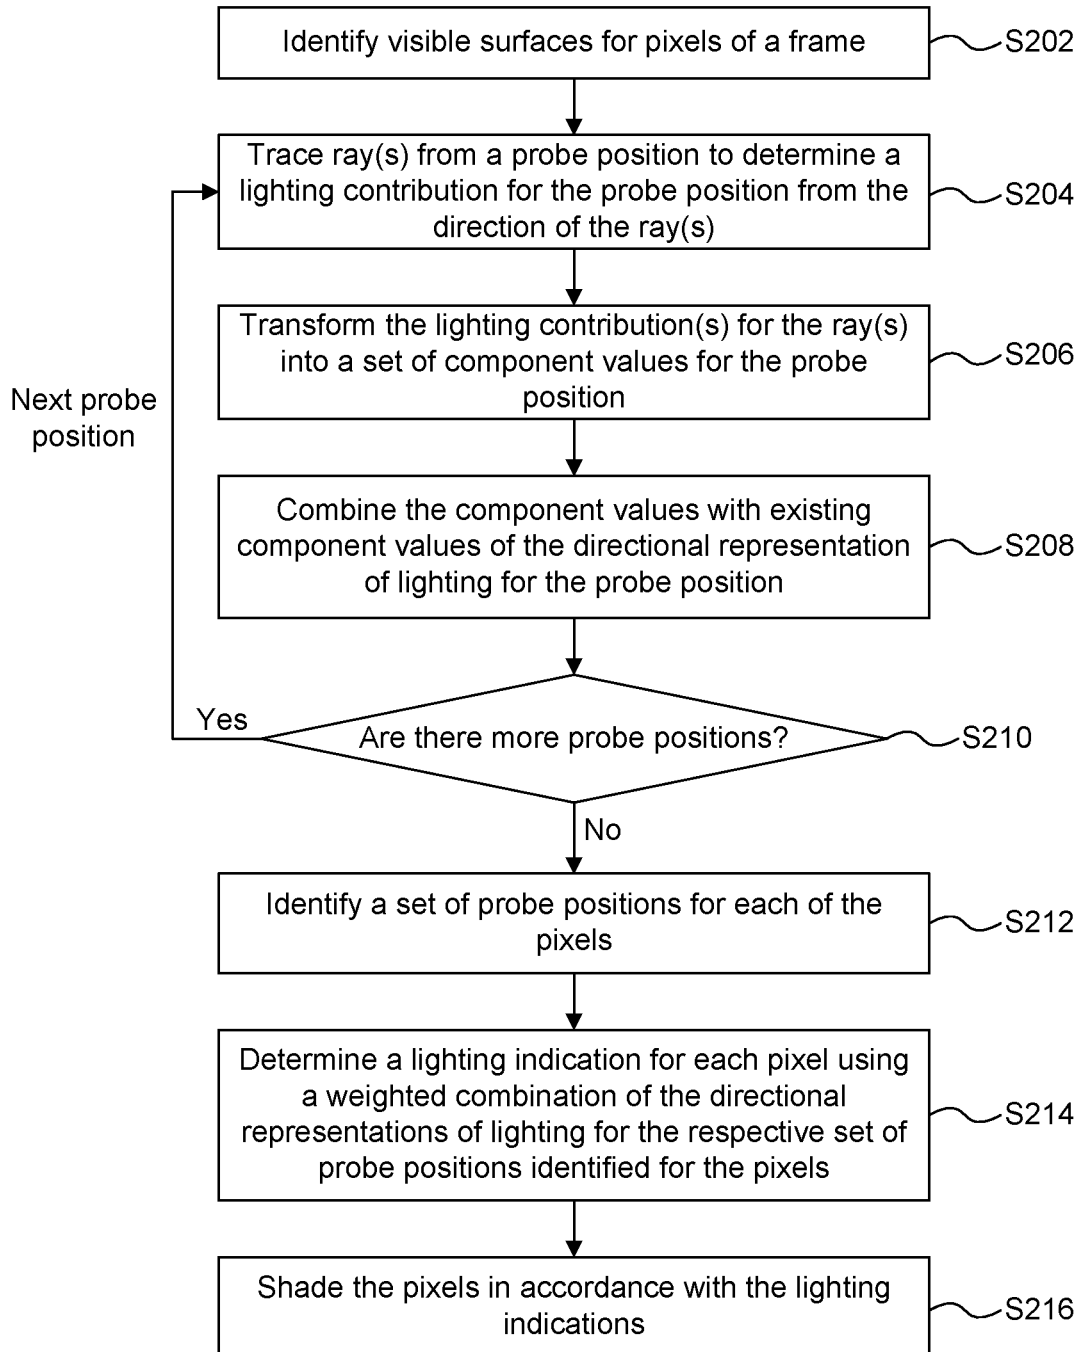 Identify visible surfaces for pixels of a frame
S202
Trace ray(s) from a probe position to determine a
lighting contribution for the probe position from the
direction of the ray(s)
S204
Transform the lighting contribution(s) for the ray(s)
into a set of component values for the probe
position
S206
Next probe
position
Combine the component values with existing
component values of the directional representation
of lighting for the probe position
S208
Yes
Are there more probe positions?
S210
No
Identify a set of probe positions for each of the
pixels
S212
Determine a lighting indication for each pixel using
a weighted combination of the directional
representations of lighting for the respective set of
probe positions identified for the pixels
S214
Shade the pixels in accordance with the lighting
indications
S216